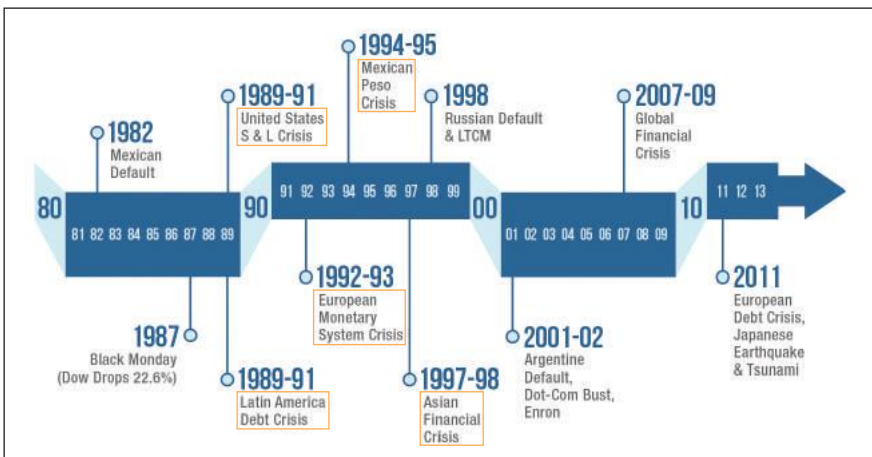 1994-95
Mexican
Peso
Crisis
1989-91
United States
S & L Crisis
1998
Russian Default
& LTCM
2007-09
Global
Financial
Crisis
1982
Mexican
Default
80
81 82 83 84 85 86 87 88 89
90
91 92 93 94 95 96 97 98 99
00
01 02 03 04 05 06 07 08 09
10
11 12 13
1987
Black Monday
(Dow Drops 22.6%)
1989-91
Latin America
Debt Crisis
1992-93
European
Monetary
System Crisis
1997-98
Asian
Financial
Crisis
2001-02
Argentine
Default,
Dot-Com Bust,
Enron
2011
European
Debt Crisis,
Japanese
Earthquake
& Tsunami